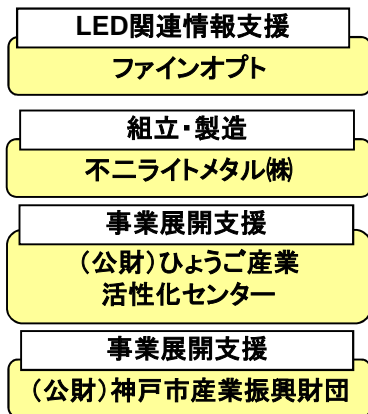 LED関連情報支援
ファインオプト
組立・製造
不二ライトメタル㈱
事業展開支援
（公財）ひょうご産業
活性化センター
事業展開支援
（公財）神戸市産業振興財団